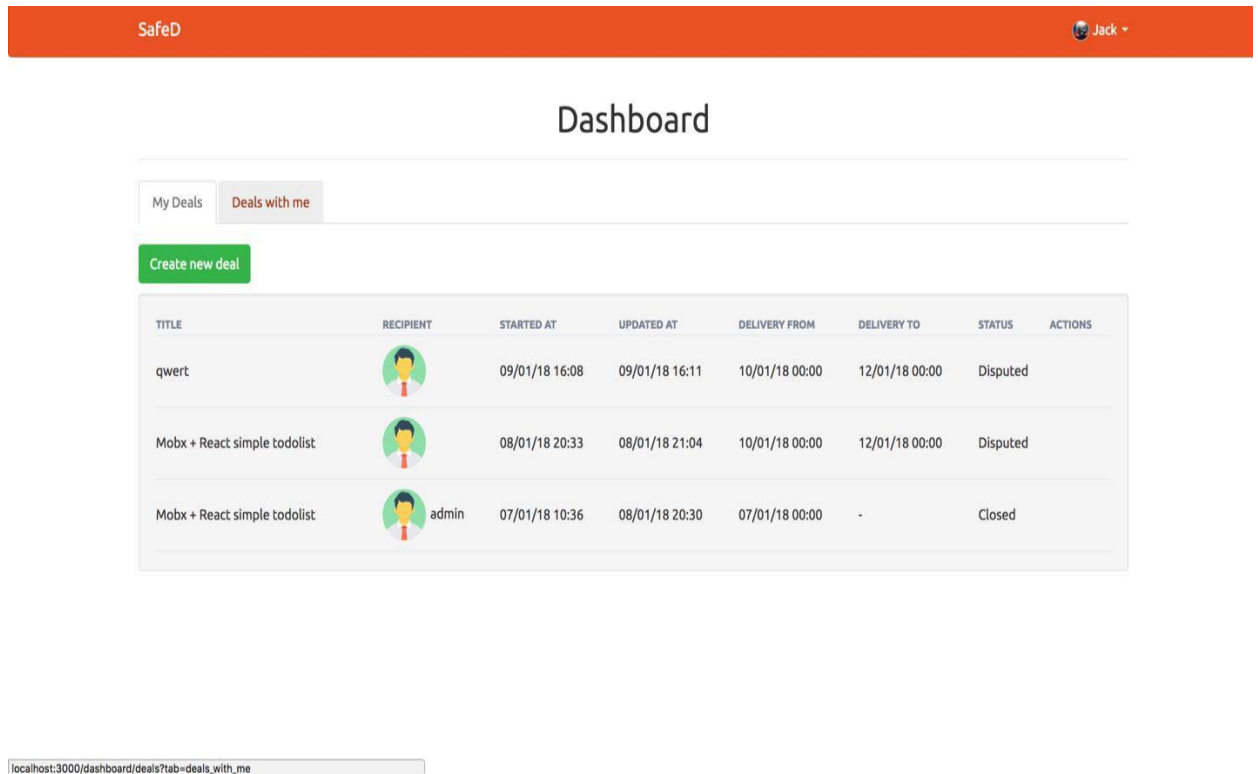 SafeD Jack
Dashboard
My Deals Deals with me
Create new deal
TITLE RECIPIENT STARTED AT UPDATED AT DELIVERY FROM DELIVERY TO STATUS ACTIONS
qwert 09/01/18 16:08 09/01/18 16:11 10/01/18 00:00 12/01/18 00:00 Disputed
Mobx + React simple todolist 08/01/18 20:33 08/01/18 21:04 10/01/18 00:00 12/01/18 00:00 Disputed
Mobx + React simple todolist admin 07/01/18 10:36 08/01/18 20:30 07/01/18 00:00 - Closed
localhost:3000/dashboard/deals?tab=deals_with_me